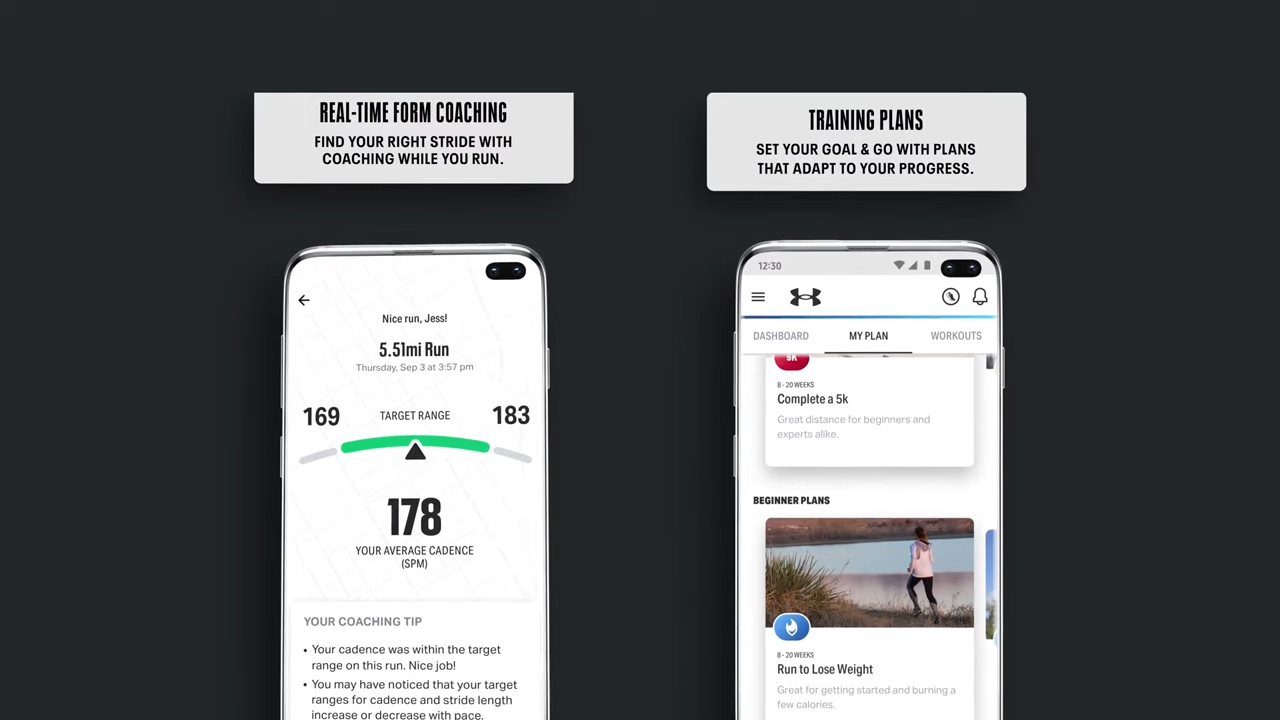 REAL-TIME FORM COACHING
FIND YOUR RIGHT STRIDE WITH
COACHING WHILE YOU RUN.
Nice run, Jess!
5.51mi Run
Thursday, Sep 3 at 3:57 pm
169 TARGET RANGE 183
178
YOUR AVERAGE CADENCE
(SPM)
YOUR COACHING TIP
• Your cadence was within the target
range on this run. Nice job!
• You may have noticed that your target
ranges for cadence and stride length
increase or decrease with pace.
TRAINING PLANS
SET YOUR GOAL & GO WITH PLANS
THAT ADAPT TO YOUR PROGRESS.
12:30
DASHBOARD MY PLAN WORKOUTS
5K
8 - 20 WEEKS
Complete a 5k
Great distance for beginners and
experts alike.
BEGINNER PLANS
8 - 20 WEEKS
Run to Lose Weight
Great for getting started and burning a
few calories.